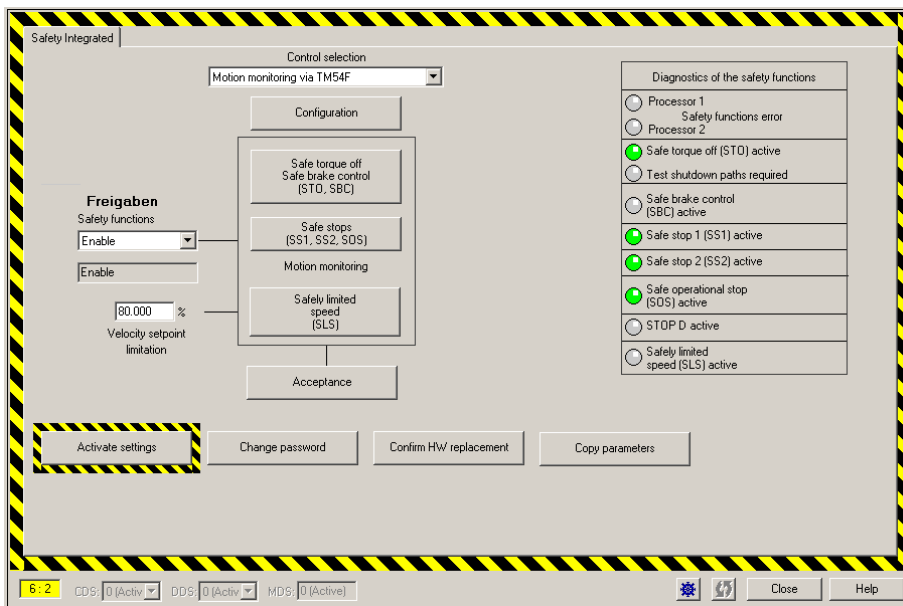 Safety Integrated
Control selection
Motion monitoring via TM54F
Configuration
Safe torque off
Safe brake control
(STO, SBC)
Freigaben
Safety functions
Enable
Enable
Safe stops
(SS1, SS2, SOS)
Motion monitoring
80.000 %
Velocity setpoint
limitation
Safely limited
speed
(SLS)
Acceptance
Diagnostics of the safety functions
Processor 1
Safety functions error
Processor 2
Safe torque off (STO) active
Test shutdown paths required
Safe brake control
(SBC) active
Safe stop 1 (SS1) active
Safe stop 2 (SS2) active
Safe operational stop
(SOS) active
STOP D active
Safely limited
speed (SLS) active
Activate settings
Change password
Confirm HW replacement
Copy parameters
6 : 2
CDS: 0 (Activ
DDS: 0 (Activ
MDS: 0 (Active)
Close
Help